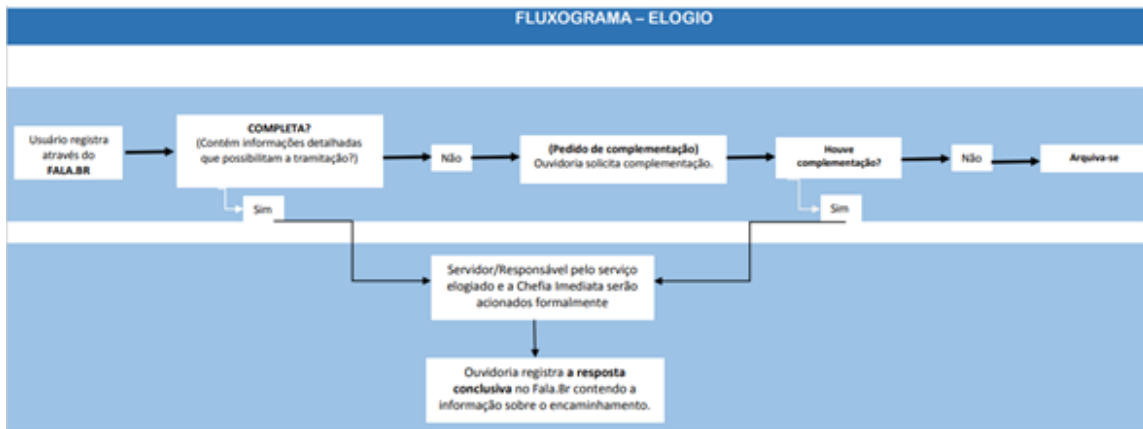 FLUXOGRAMA – ELOGIO
Usuário registra
através do
FALA.BR
COMPLETA?
(Contém informações detalhadas
que possibilitam a tramitação?)
Não
(Pedido de complementação)
Ouvidoria solicita complementação.
Houve
complementação?
Não
Arquiva-se
Sim
Sim
Servidor/Responsável pelo serviço
elogiado e a Chefia Imediata serão
acionados formalmente
Ouvidoria registra a resposta
conclusiva no Fala.Br contendo a
informação sobre o encaminhamento.